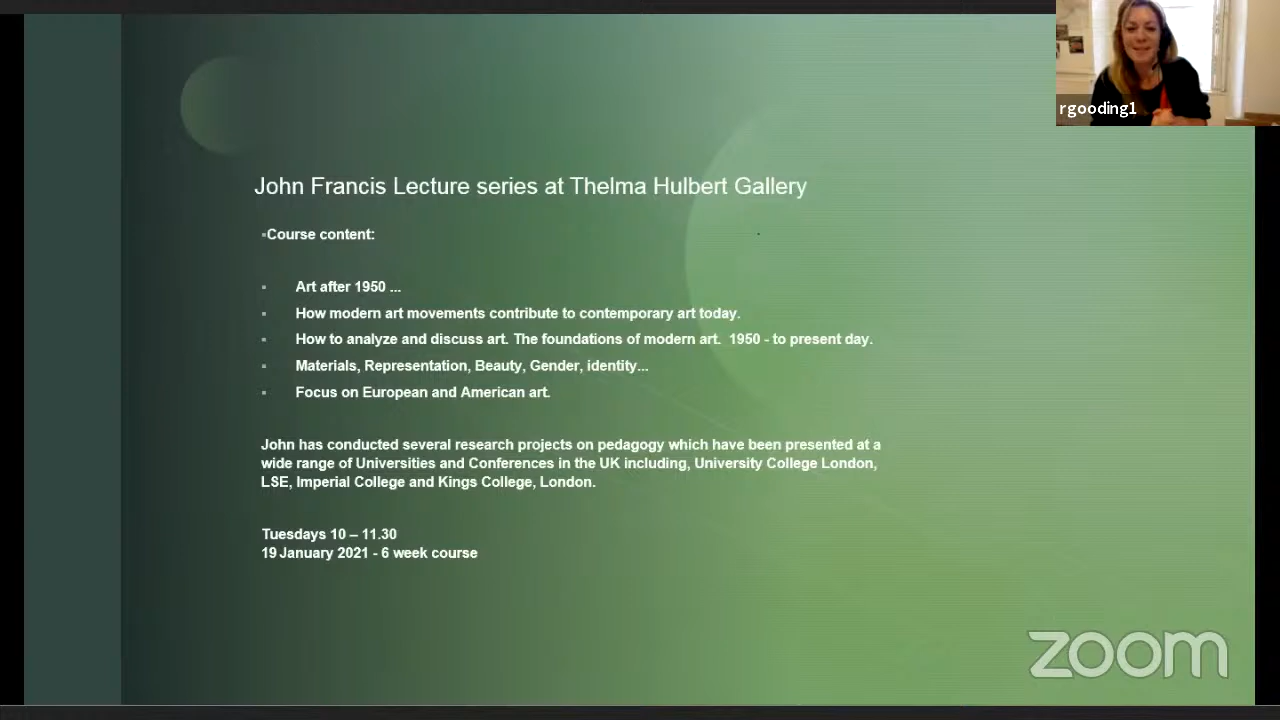 rgooding1
John Francis Lecture series at Thelma Hulbert Gallery
Course content:
Art after 1950 ...
How modern art movements contribute to contemporary art today.
How to analyze and discuss art. The foundations of modern art.  1950 - to present day.
Materials, Representation, Beauty, Gender, identity...
Focus on European and American art.
John has conducted several research projects on pedagogy which have been presented at a
wide range of Universities and Conferences in the UK including, University College London,
LSE, Imperial College and Kings College, London.
Tuesdays 10 – 11.30
19 January 2021 - 6 week course
zoom